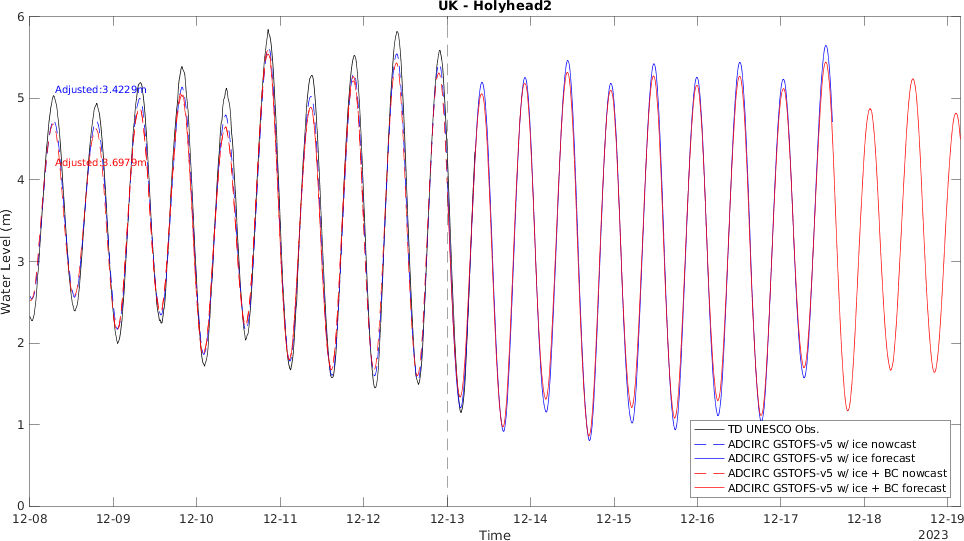 UK - Holyhead2
6
5
4
3
2
1
0
Water Level (m)
Adjusted:3.4229m
Adjusted:3.6979m
TD UNESCO Obs.
ADCIRC GSTOFS-v5 w/ ice nowcast
ADCIRC GSTOFS-v5 w/ ice forecast
ADCIRC GSTOFS-v5 w/ ice + BC nowcast
ADCIRC GSTOFS-v5 w/ ice + BC forecast
12-08 12-09 12-10 12-11 12-12 12-13 12-14 12-15 12-16 12-17 12-18 12-19
Time
2023